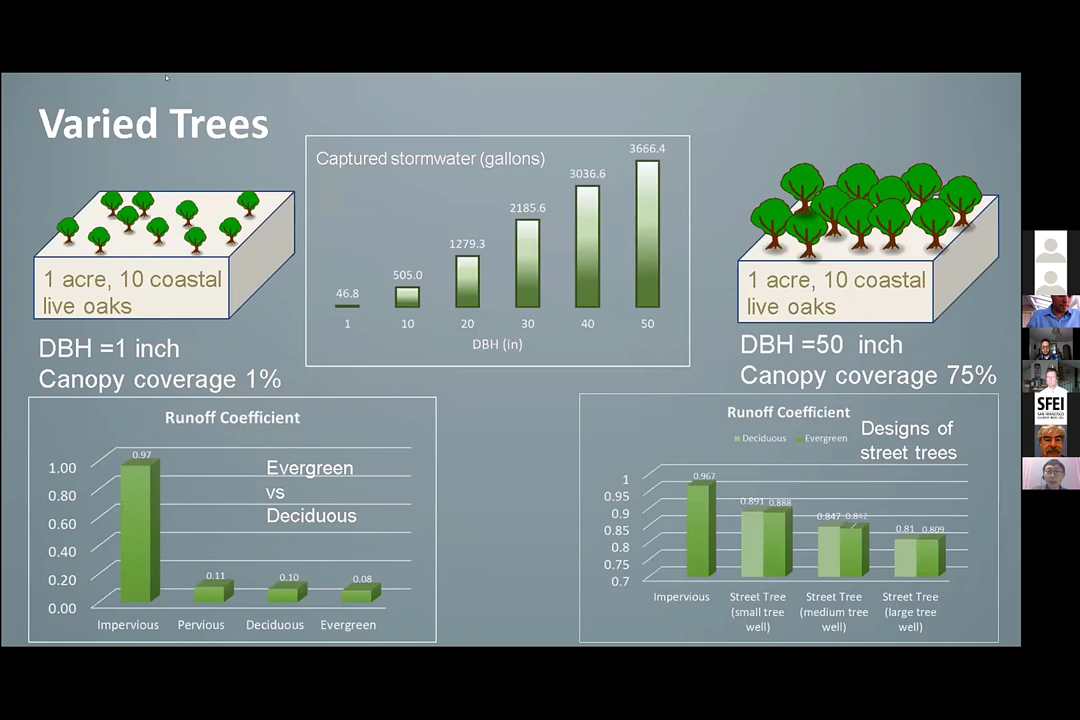 Varied Trees
1 acre, 10 coastal
live oaks
DBH =1 inch
Canopy coverage 1%
Captured stormwater (gallons)
46.8
505.0
1279.3
2185.6
3036.6
3666.4
1
10
20
30
40
50
DBH (in)
1 acre, 10 coastal
live oaks
DBH =50 inch
Canopy coverage 75%
Runoff Coefficient
Evergreen
vs
Deciduous
1.00
0.80
0.60
0.40
0.20
0.00
0.97
0.11
0.10
0.08
Impervious
Pervious
Deciduous
Evergreen
Runoff Coefficient
Deciduous
Evergreen
Designs of
street trees
1
0.95
0.9
0.85
0.8
0.75
0.7
0.967
0.891
0.888
0.847
0.842
0.81
0.809
Impervious
Street Tree
(small tree
well)
Street Tree
(medium tree
well)
Street Tree
(large tree
well)
SFEI